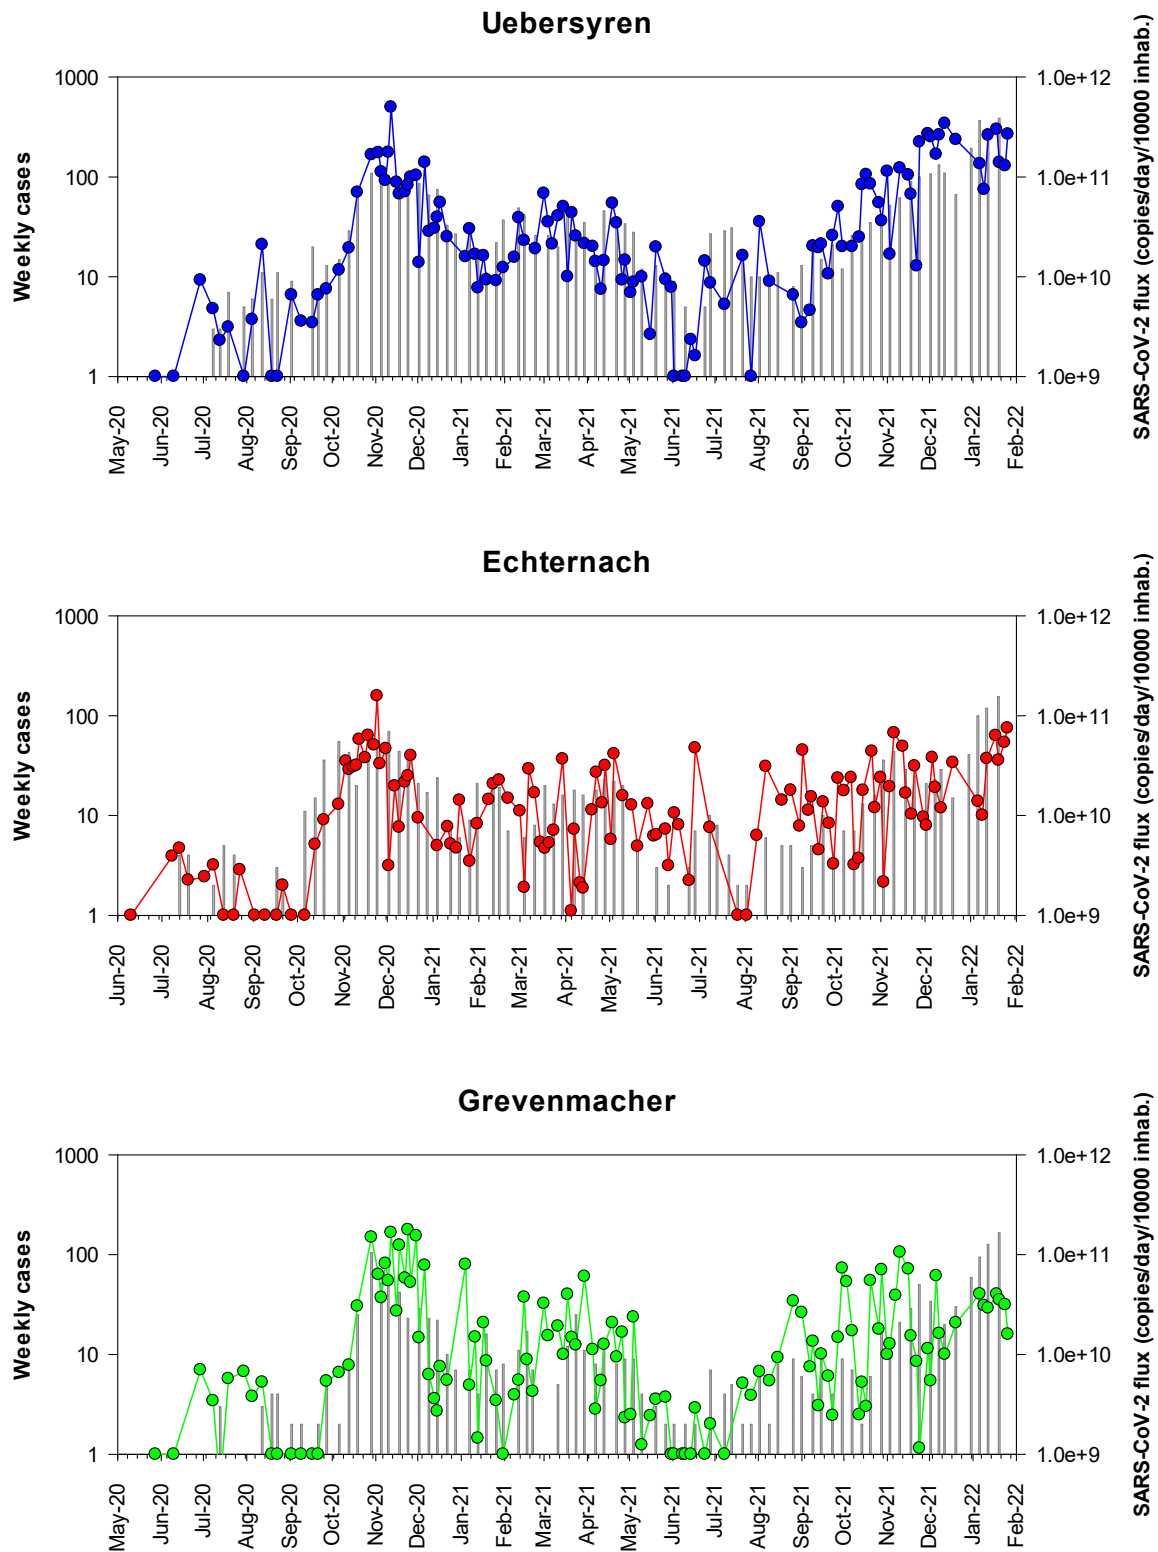 Uebersyren
Weekly cases
1000
100
10
1
1.0e+12
1.0e+11
1.0e+10
1.0e+9
SARS-CoV-2 flux (copies/day/10000 inhab.)
May-20 Jun-20 Jul-20 Aug-20 Sep-20 Oct-20 Nov-20 Dec-20 Jan-21 Feb-21 Mar-21 Apr-21 May-21 Jun-21 Jul-21 Aug-21 Sep-21 Oct-21 Nov-21 Dec-21 Jan-22 Feb-22
Echternach
Weekly cases
1000
100
10
1
1.0e+12
1.0e+11
1.0e+10
1.0e+9
SARS-CoV-2 flux (copies/day/10000 inhab.)
Jun-20 Jul-20 Aug-20 Sep-20 Oct-20 Nov-20 Dec-20 Jan-21 Feb-21 Mar-21 Apr-21 May-21 Jun-21 Jul-21 Aug-21 Sep-21 Oct-21 Nov-21 Dec-21 Jan-22 Feb-22
Grevenmacher
Weekly cases
1000
100
10
1
1.0e+12
1.0e+11
1.0e+10
1.0e+9
SARS-CoV-2 flux (copies/day/10000 inhab.)
May-20 Jun-20 Jul-20 Aug-20 Sep-20 Oct-20 Nov-20 Dec-20 Jan-21 Feb-21 Mar-21 Apr-21 May-21 Jun-21 Jul-21 Aug-21 Sep-21 Oct-21 Nov-21 Dec-21 Jan-22 Feb-22